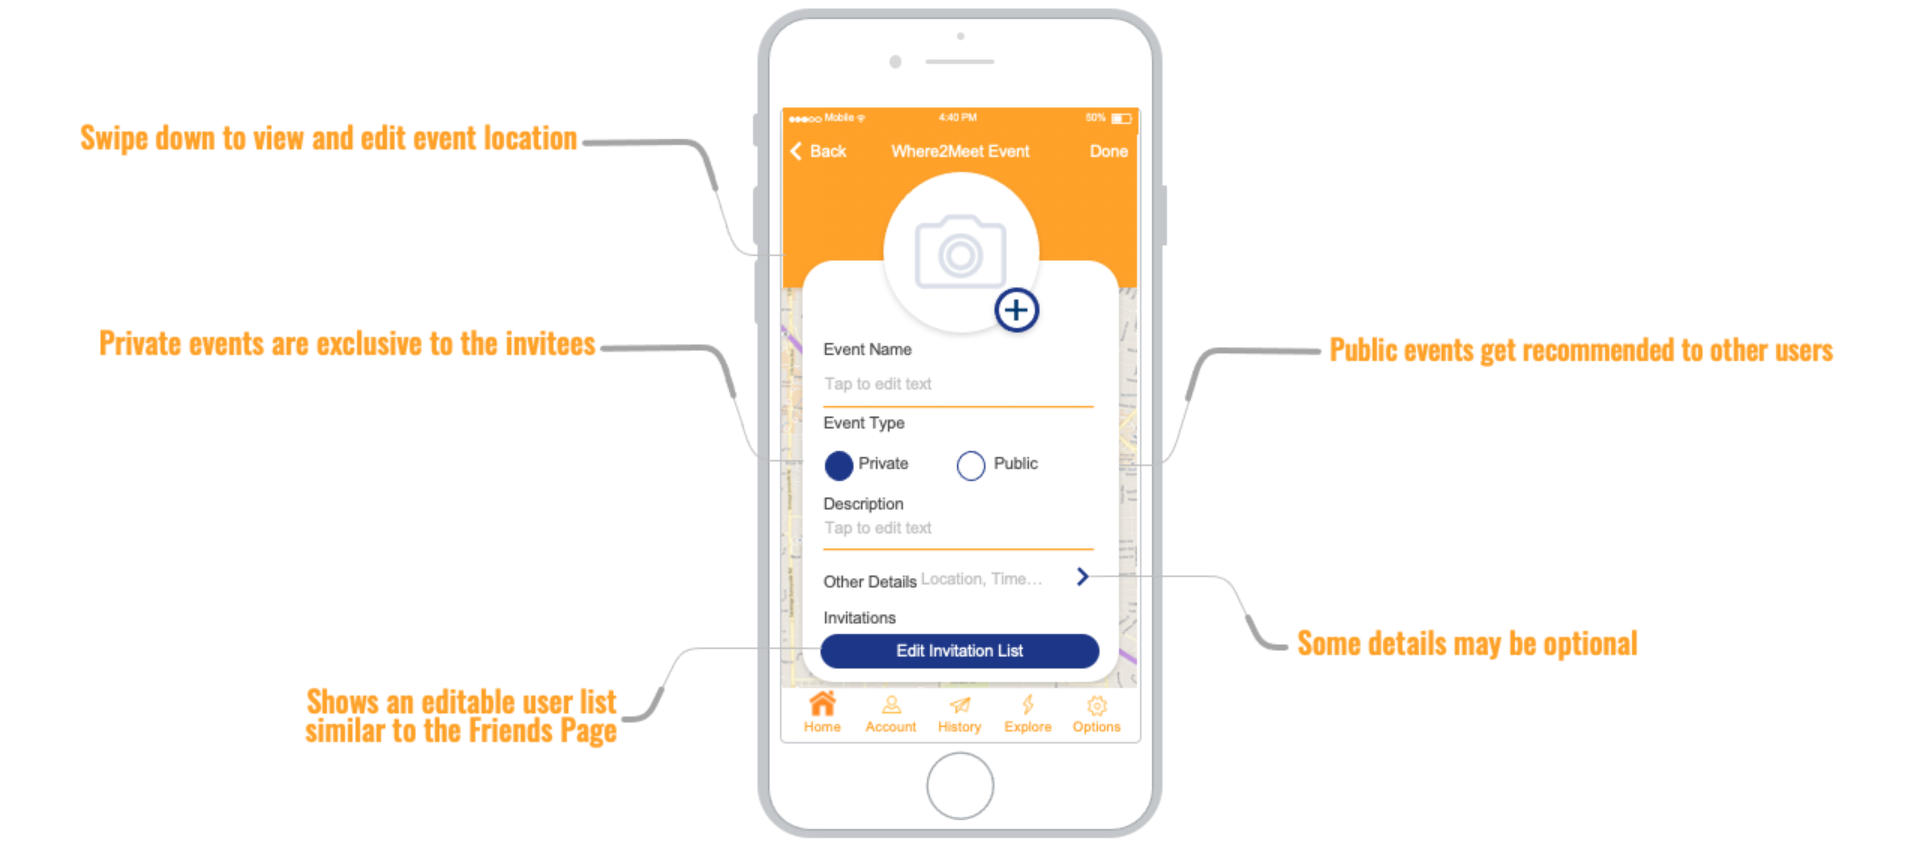 Swipe down to view and edit event location
Private events are exclusive to the invitees
Shows an editable user list
similar to the Friends Page
Mobile 4:40 PM 50%
Back Where2Meet Event Done
Event Name
Tap to edit text
Event Type
Private Public
Description
Tap to edit text
Other Details Location, Time...
Invitations
Edit Invitation List
Home Account History Explore Options
Public events get recommended to other users
Some details may be optional